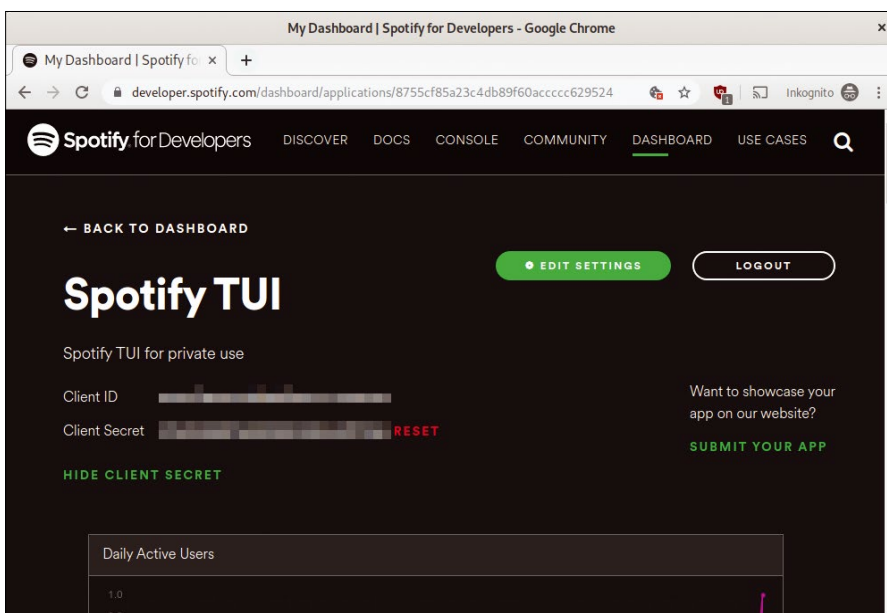 My Dashboard | Spotify for Developers - Google Chrome
My Dashboard | Spotify fo
developer.spotify.com/dashboard/applications/8755cf85a23c4db89f60accccc629524
1
Inkognito
Spotify for Developers
DISCOVER DOCS CONSOLE COMMUNITY DASHBOARD USE CASES
← BACK TO DASHBOARD
EDIT SETTINGS
LOGOUT
Spotify TUI
Spotify TUI for private use
Client ID
Client Secret RESET
HIDE CLIENT SECRET
Want to showcase your
app on our website?
SUBMIT YOUR APP
Daily Active Users
1.0